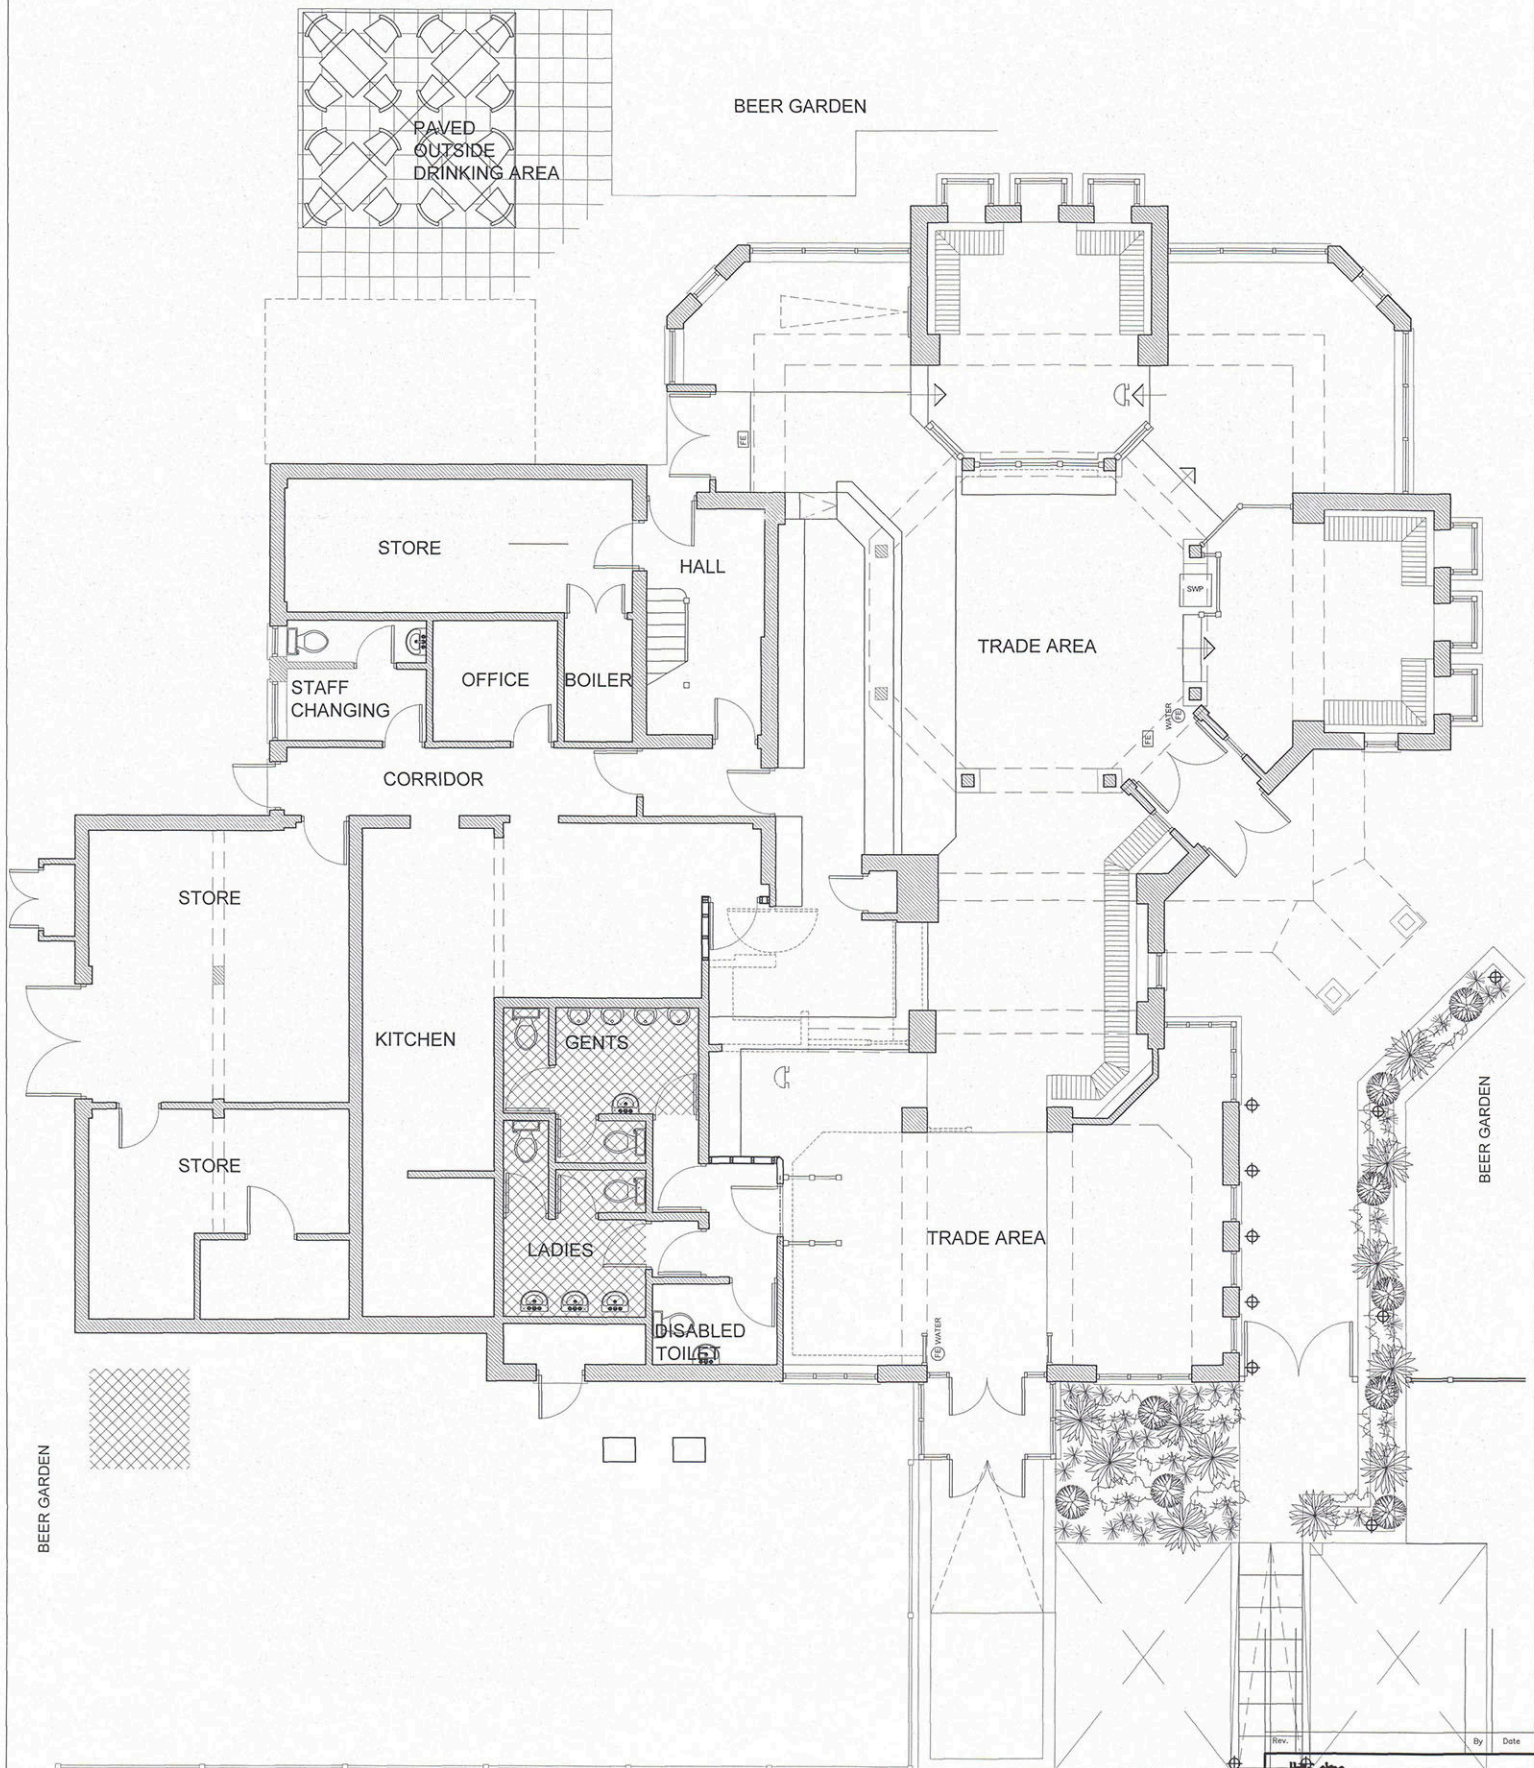 BEER GARDEN
PAVED
OUTSIDE
DRINKING AREA
FE
STORE
HALL
SWP
TRADE AREA
STAFF
CHANGING
OFFICE
BOILER
WATER
FE
FE
CORRIDOR
STORE
KITCHEN
GENTS
BEER GARDEN
STORE
LADIES
TRADE AREA
DISABLED
TOILET
FE WATER
BEER GARDEN
Rev.
By
Date